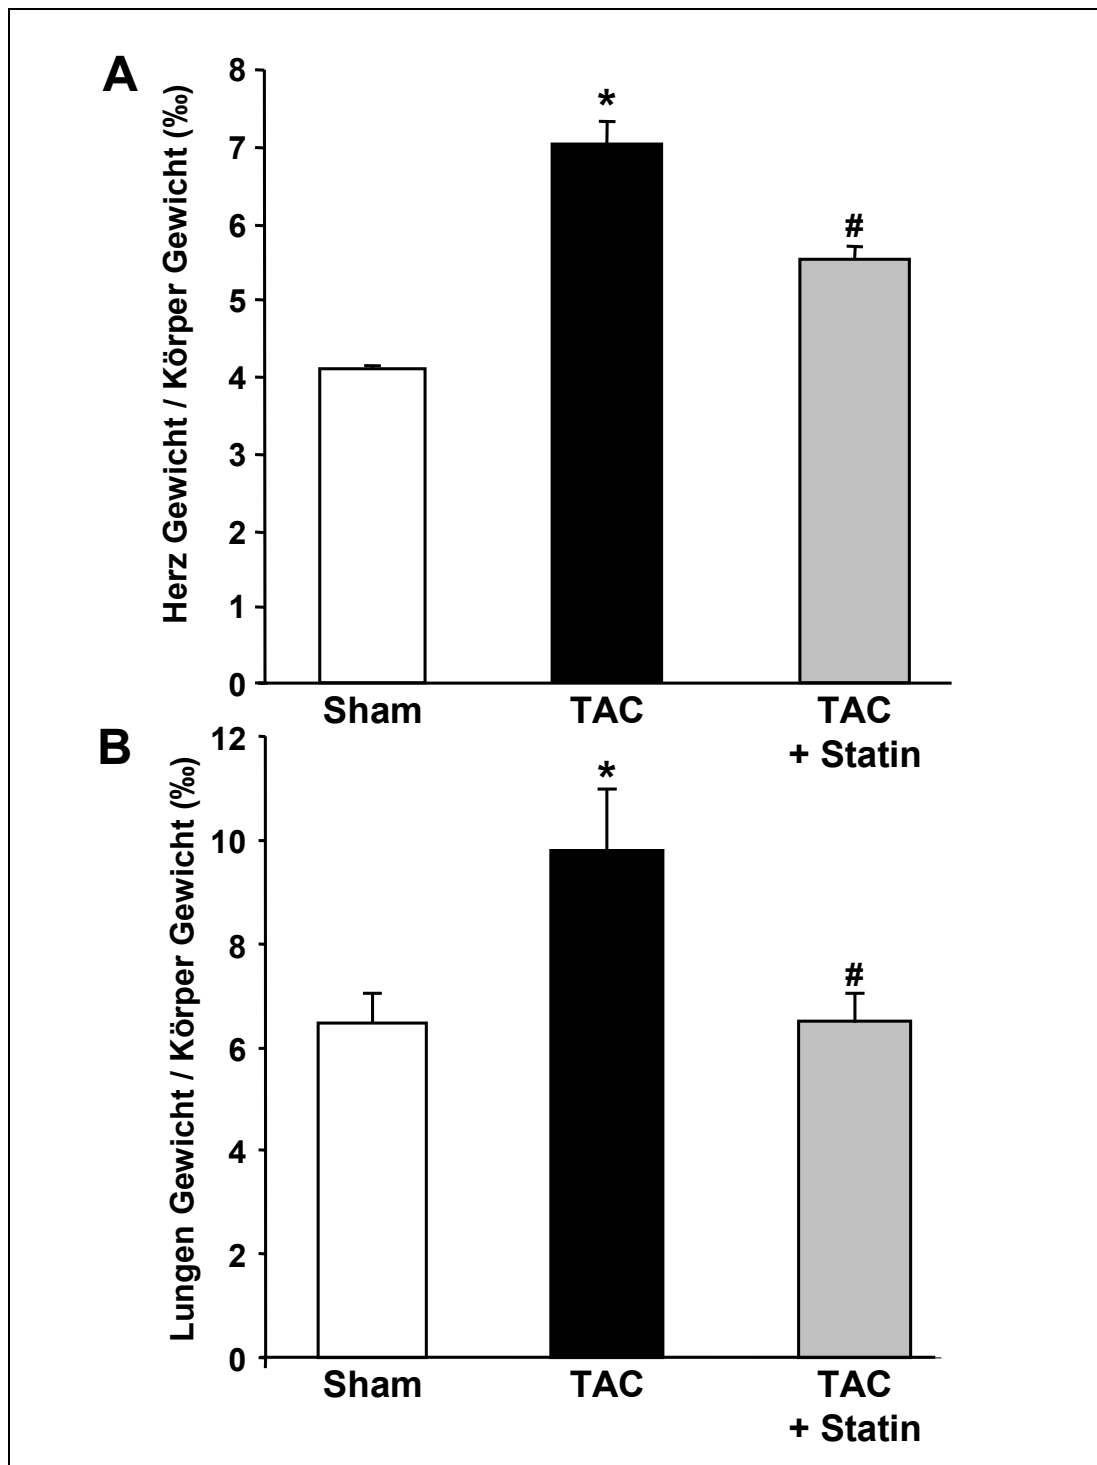 A
Herz Gewicht / Körper Gewicht (‰)
8
7
6
5
4
3
2
1
0
*
#
Sham
TAC
TAC
+ Statin
B
Lungen Gewicht / Körper Gewicht (‰)
12
10
8
6
4
2
0
*
#
Sham
TAC
TAC
+ Statin